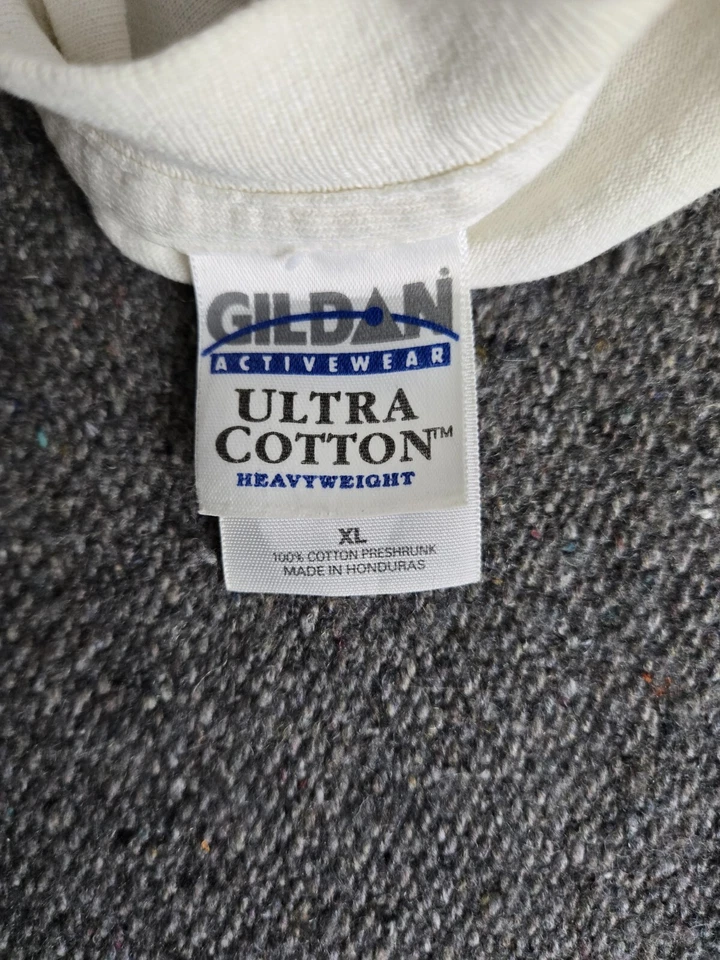 GILDAN
ACTIVEWEAR
ULTRA
COTTON™
HEAVYWEIGHT
XL
100% COTTON PRESHRUNK
MADE IN HONDURAS